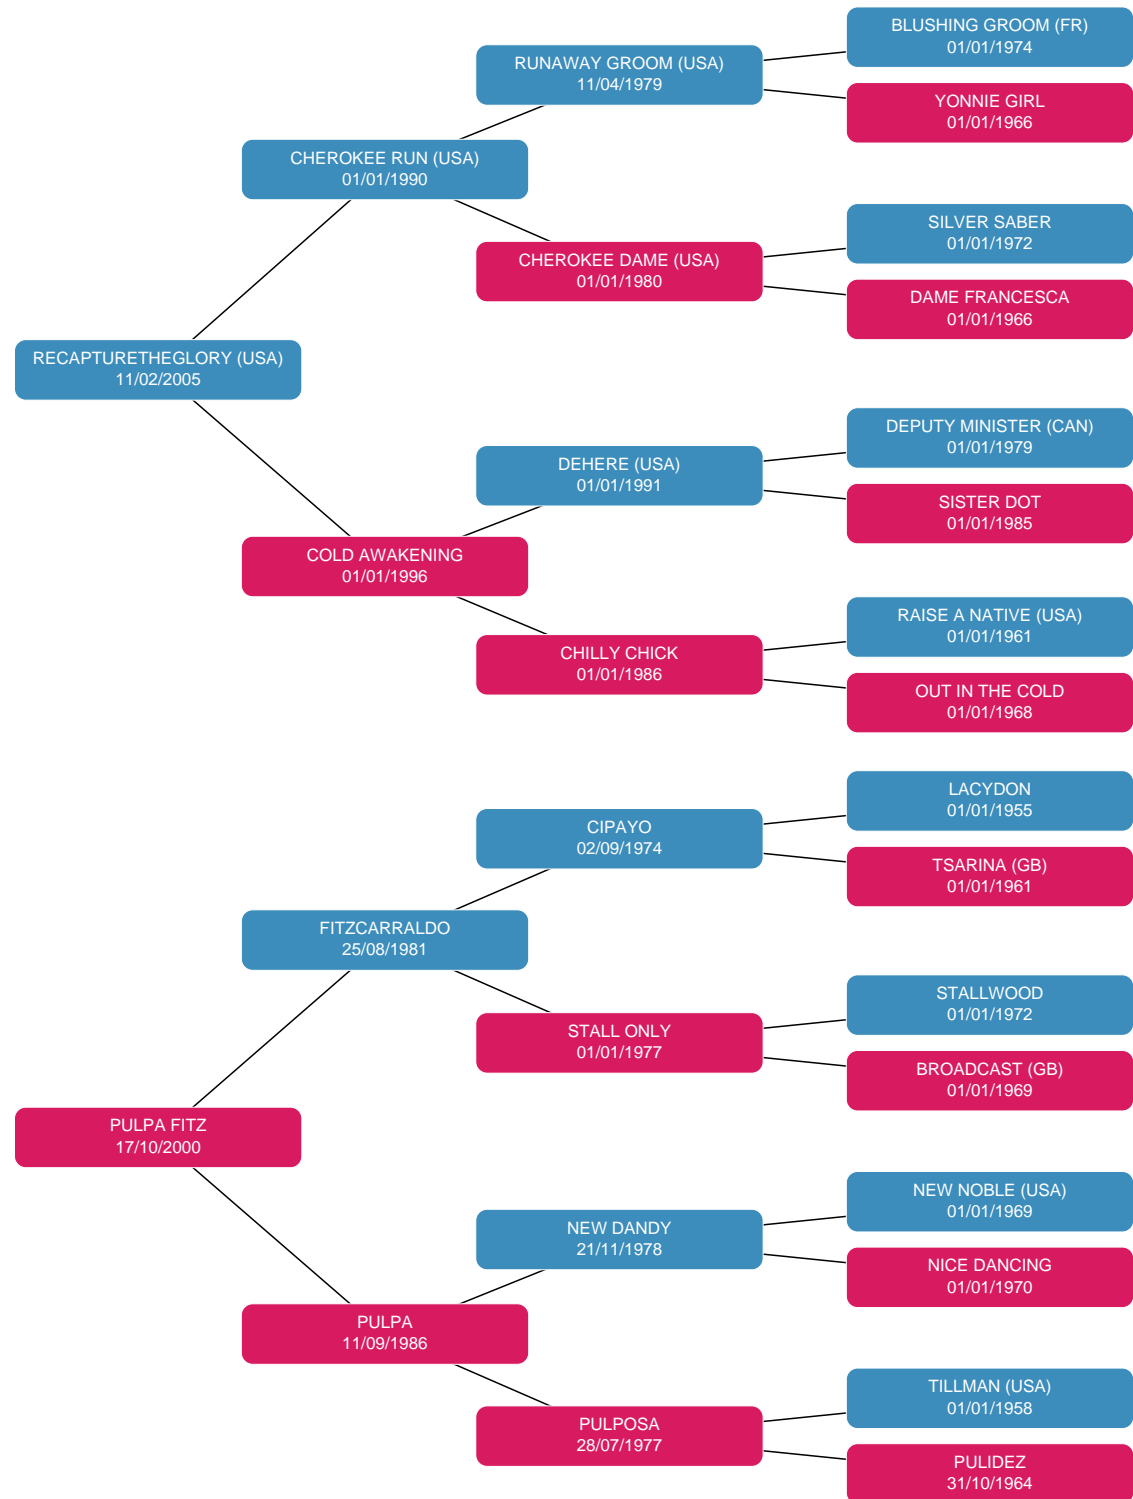 BLUSHING GROOM (FR)
01/01/1974
RUNAWAY GROOM (USA)
11/04/1979
YONNIE GIRL
01/01/1966
CHEROKEE RUN (USA)
01/01/1990
SILVER SABER
01/01/1972
CHEROKEE DAME (USA)
01/01/1980
DAME FRANCESCA
01/01/1966
RECAPTURETHEGLORY (USA)
11/02/2005
DEPUTY MINISTER (CAN)
01/01/1979
DEHERE (USA)
01/01/1991
SISTER DOT
01/01/1985
COLD AWAKENING
01/01/1996
RAISE A NATIVE (USA)
01/01/1961
CHILLY CHICK
01/01/1986
OUT IN THE COLD
01/01/1968
LACYDON
01/01/1955
CIPAYO
02/09/1974
TSARINA (GB)
01/01/1961
FITZCARRALDO
25/08/1981
STALLWOOD
01/01/1972
STALL ONLY
01/01/1977
BROADCAST (GB)
01/01/1969
PULPA FITZ
17/10/2000
NEW NOBLE (USA)
01/01/1969
NEW DANDY
21/11/1978
NICE DANCING
01/01/1970
PULPA
11/09/1986
TILLMAN (USA)
01/01/1958
PULPOSA
28/07/1977
PULIDEZ
31/10/1964